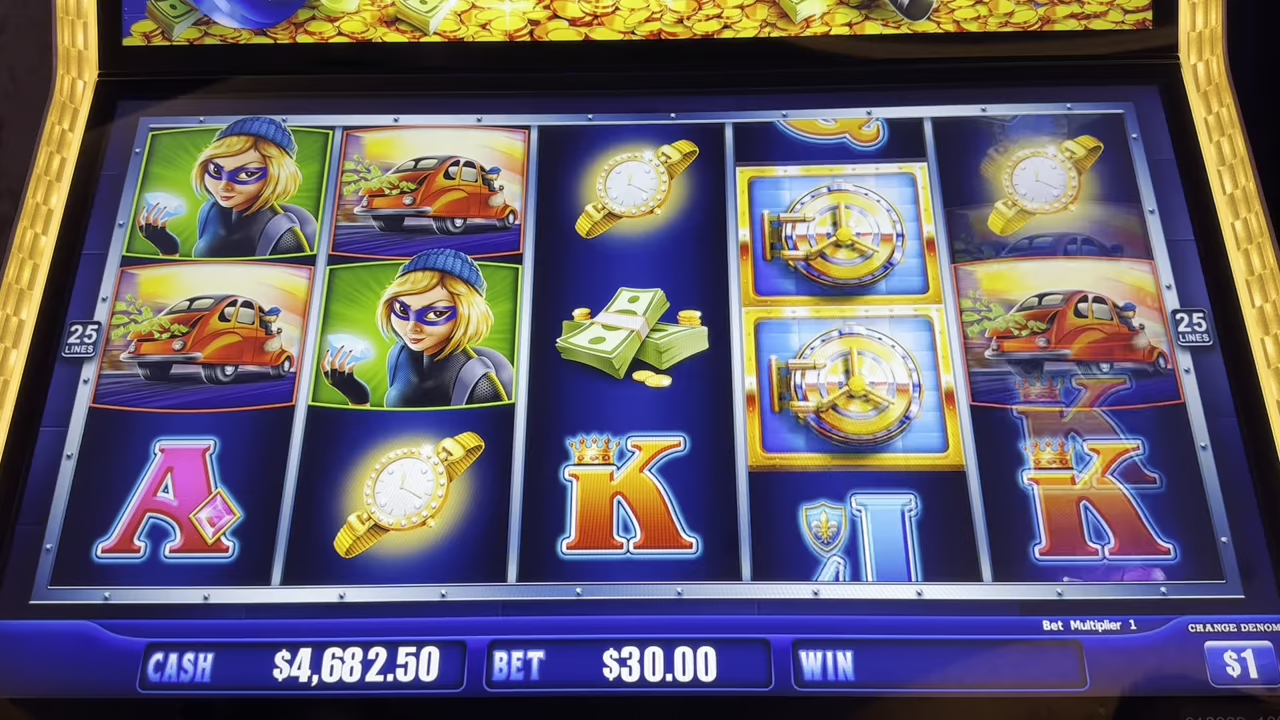 25
LINES
25
LINES
A
K
J
K
K
Bet Multiplier 1
CHANGE DENOM
CASH $4,682.50
BET $30.00
WIN
$1